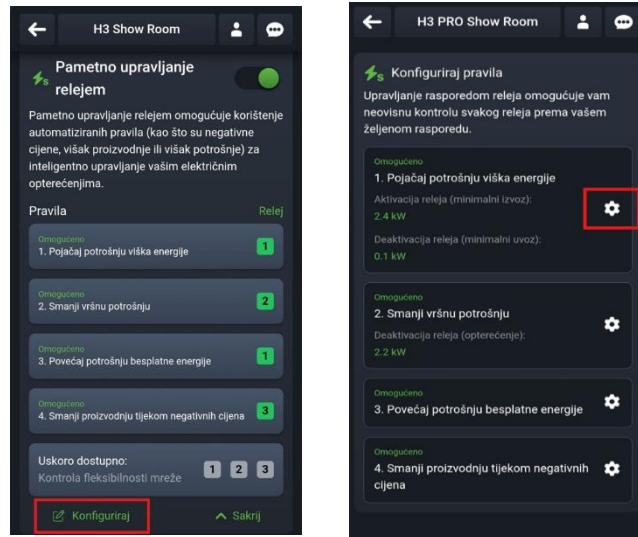 H3 Show Room
Pametno upravljanje
relejem
Pametno upravljanje relejem omogućuje korištenje
automatiziranih pravila (kao što su negativne
cijene, višak proizvodnje ili višak potrošnje) za
inteligentno upravljanje vašim električnim
opterećenjima.
Pravila Relej
Omogućeno
1. Pojačaj potrošnju viška energije 1
Omogućeno
2. Smanji vršnu potrošnju 2
Omogućeno
3. Povećaj potrošnju besplatne energije 1
Omogućeno
4. Smanji proizvodnju tijekom negativnih cijena 3
Uskoro dostupno:
Kontrola fleksibilnosti mreže 1 2 3
Konfiguriraj Sakrij
H3 PRO Show Room
Konfiguriraj pravila
Upravljanje rasporedom releja omogućuje vam
neovisnu kontrolu svakog releja prema vašem
željenom rasporedu.
Omogućeno
1. Pojačaj potrošnju viška energije
Aktivacija releja (minimalni izvoz):
2.4 kW
Deaktivacija releja (minimalni uvoz):
0.1 kW
Omogućeno
2. Smanji vršnu potrošnju
Deaktivacija releja (opterećenje):
2.2 kW
Omogućeno
3. Povećaj potrošnju besplatne energije
Omogućeno
4. Smanji proizvodnju tijekom negativnih
cijena